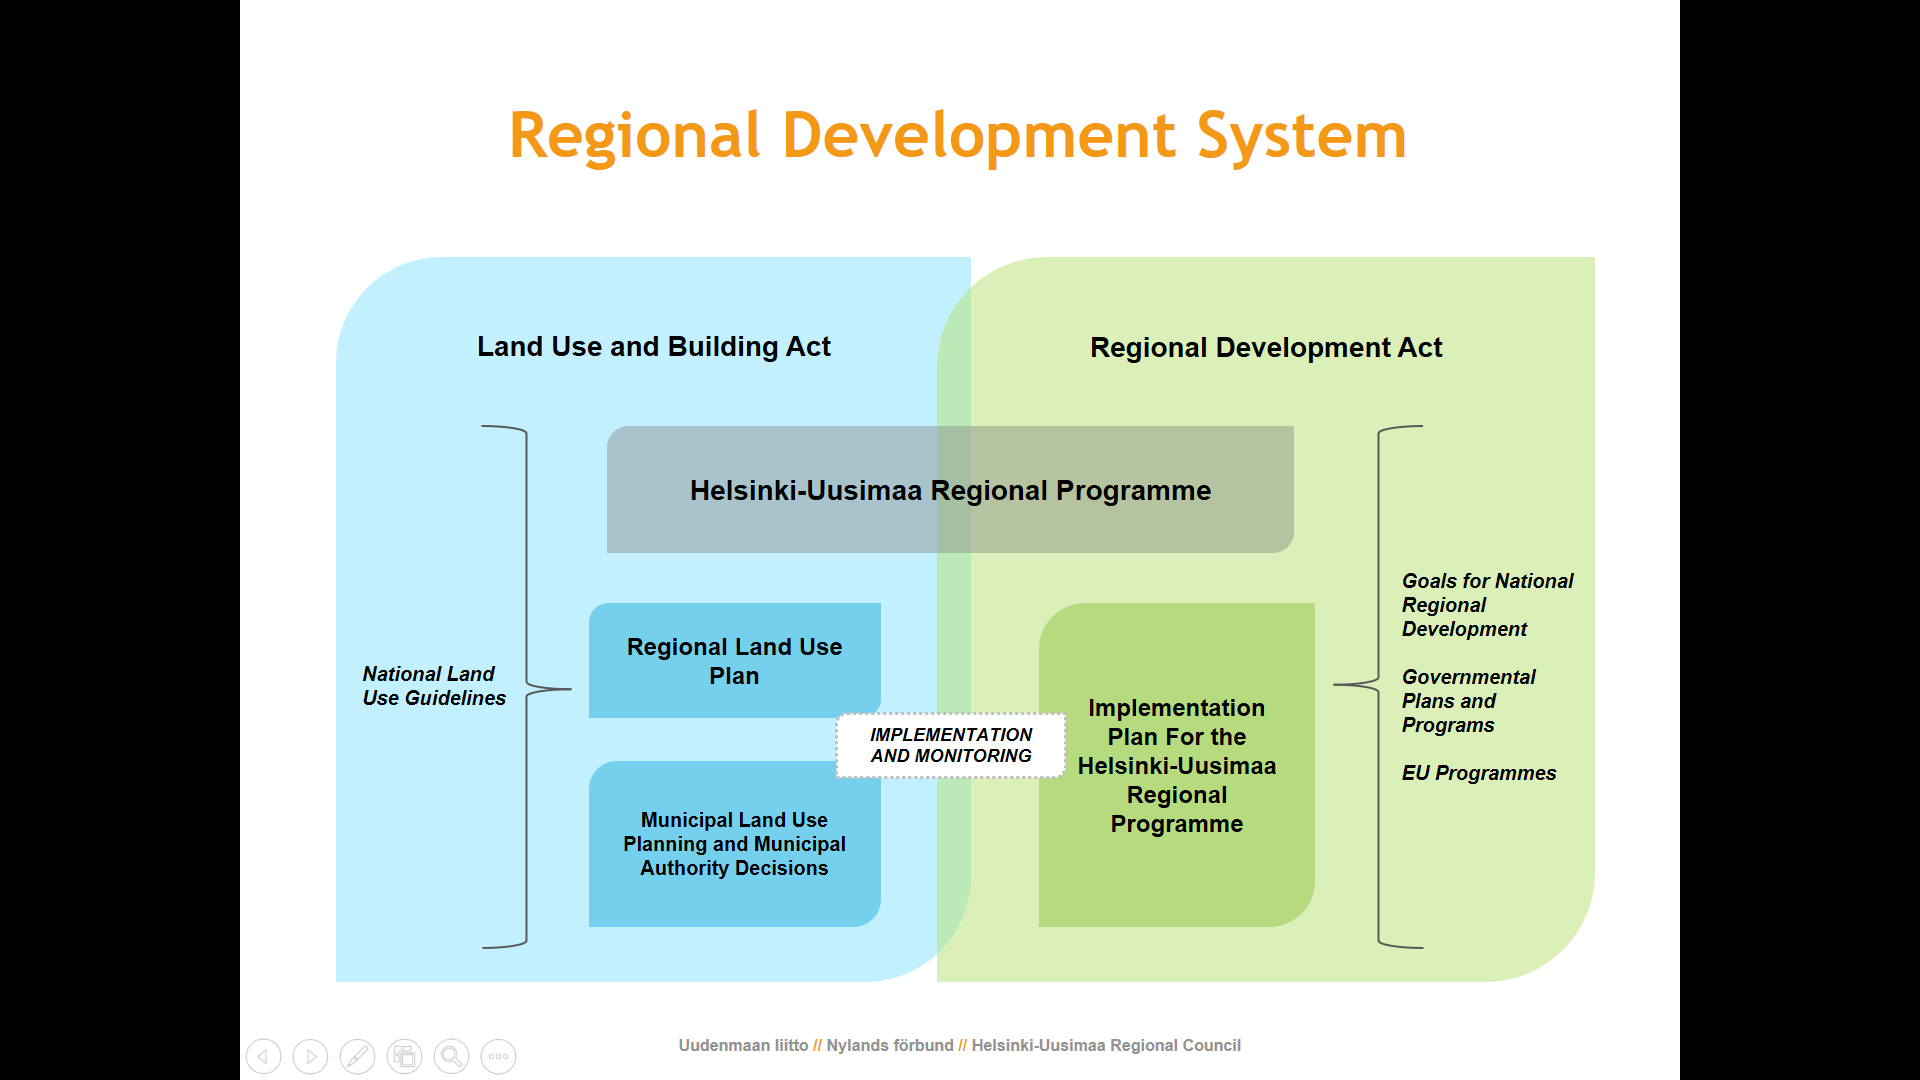 Regional Development System
Land Use and Building Act
Regional Development Act
Helsinki-Uusimaa Regional Programme
National Land
Use Guidelines
Regional Land Use
Plan
IMPLEMENTATION
AND MONITORING
Municipal Land Use
Planning and Municipal
Authority Decisions
Implementation
Plan For the
Helsinki-Uusimaa
Regional
Programme
Goals for National
Regional
Development
Governmental
Plans and
Programs
EU Programmes
Uudenmaan liitto // Nylands förbund // Helsinki-Uusimaa Regional Council